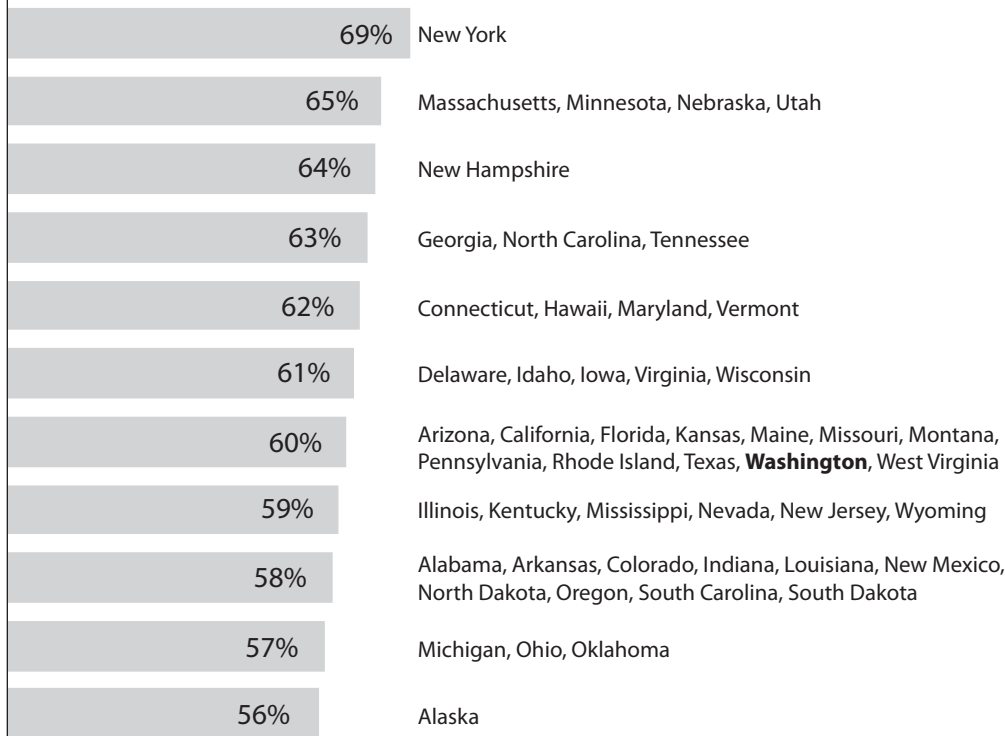 69% New York
65% Massachusetts, Minnesota, Nebraska, Utah
64% New Hampshire
63% Georgia, North Carolina, Tennessee
62% Connecticut, Hawaii, Maryland, Vermont
61% Delaware, Idaho, Iowa, Virginia, Wisconsin
60% Arizona, California, Florida, Kansas, Maine, Missouri, Montana,
Pennsylvania, Rhode Island, Texas, Washington, West Virginia
59% Illinois, Kentucky, Mississippi, Nevada, New Jersey, Wyoming
58% Alabama, Arkansas, Colorado, Indiana, Louisiana, New Mexico,
North Dakota, Oregon, South Carolina, South Dakota
57% Michigan, Ohio, Oklahoma
56% Alaska